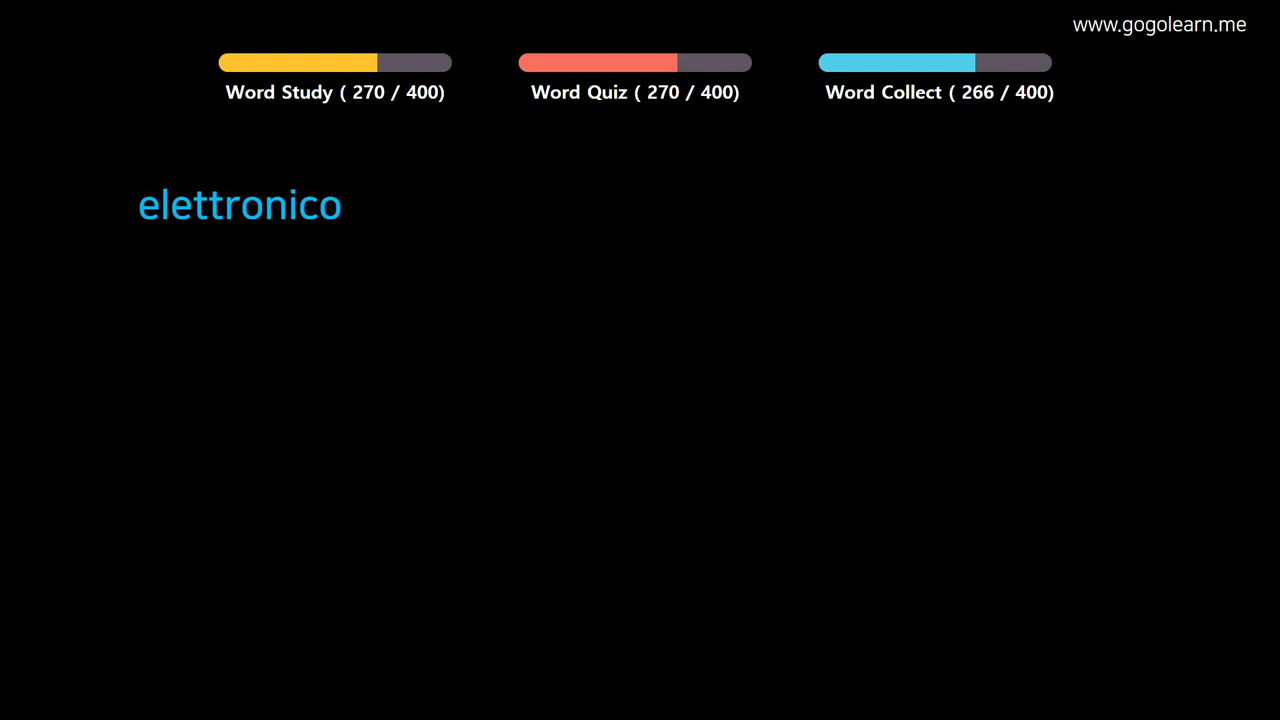 www.gogolearn.me
Word Study ( 270 / 400)
Word Quiz ( 270 / 400)
Word Collect ( 266 / 400)
elettronico